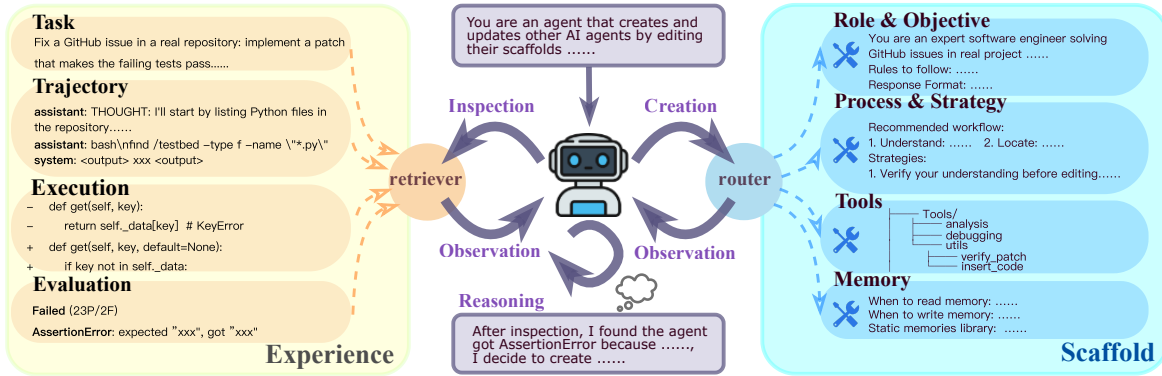 Task
Fix a GitHub issue in a real repository: implement a patch
that makes the failing tests pass......
Trajectory
assistant: THOUGHT: I'll start by listing Python files in
the repository......
assistant: bash\nfnd /testbed -type f -name \"*.py\"
system: <output> xxx <output>
Execution
- def get(self, key):
- return self._data[key] # KeyError
+ def get(self, key, default=None):
+ if key not in self._data:
Evaluation
Failed (23P/2F)
AssertionError: expected "xxx", got "xxx"
Experience
You are an agent that creates and
updates other AI agents by editing
their scaffolds ......
Inspection
Creation
retriever
router
Observation
Observation
Reasoning
After inspection, I found the agent
got AssertionError because ......,
I decide to create ......
Role & Objective
You are an expert software engineer solving
GitHub issues in real project ......
Rules to follow: ......
Response Format: ......
Process & Strategy
Recommended workflow:
1. Understand: ...... 2. Locate: ......
Strategies:
1. Verify your understanding before editing......
Tools
Tools/
analysis
debugging
utils
verify_patch
insert_code
Memory
When to read memory: ......
When to write memory: ......
Static memories library: ......
Scaffold